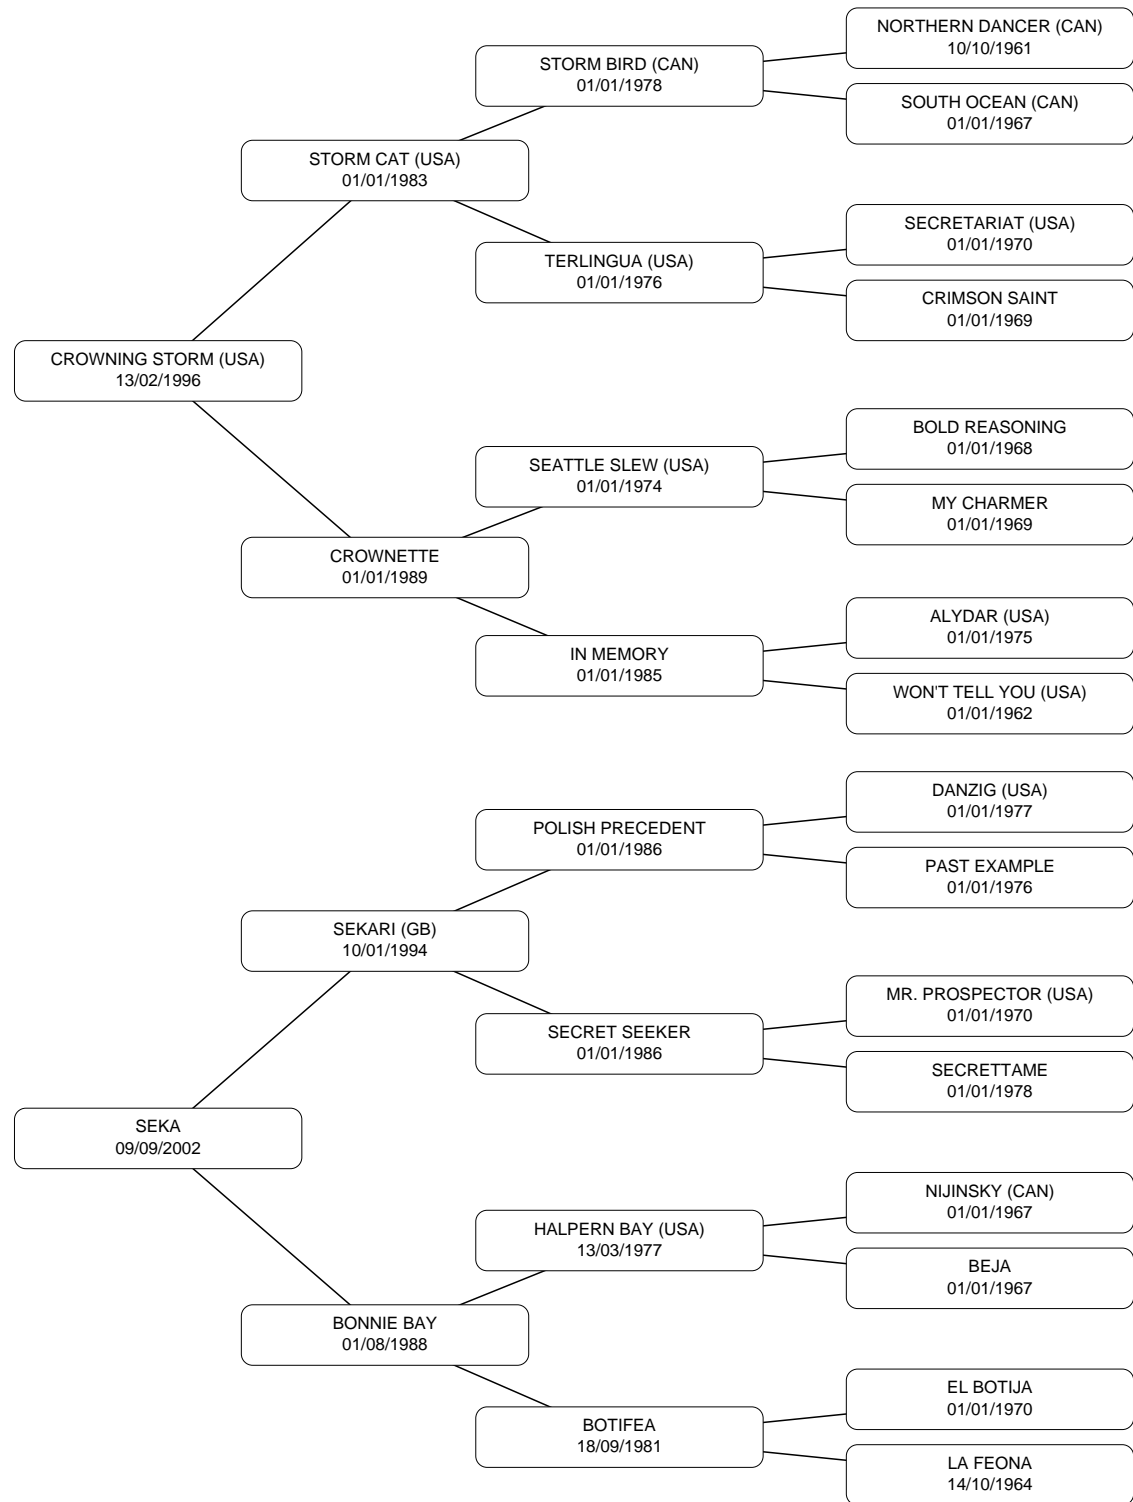 NORTHERN DANCER (CAN)
10/10/1961
STORM BIRD (CAN)
01/01/1978
SOUTH OCEAN (CAN)
01/01/1967
STORM CAT (USA)
01/01/1983
SECRETARIAT (USA)
01/01/1970
TERLINGUA (USA)
01/01/1976
CRIMSON SAINT
01/01/1969
CROWNING STORM (USA)
13/02/1996
BOLD REASONING
01/01/1968
SEATTLE SLEW (USA)
01/01/1974
MY CHARMER
01/01/1969
CROWNETTE
01/01/1989
ALYDAR (USA)
01/01/1975
IN MEMORY
01/01/1985
WON'T TELL YOU (USA)
01/01/1962
DANZIG (USA)
01/01/1977
POLISH PRECEDENT
01/01/1986
PAST EXAMPLE
01/01/1976
SEKARI (GB)
10/01/1994
MR. PROSPECTOR (USA)
01/01/1970
SECRET SEEKER
01/01/1986
SECRETTAME
01/01/1978
SEKA
09/09/2002
NIJINSKY (CAN)
01/01/1967
HALPERN BAY (USA)
13/03/1977
BEJA
01/01/1967
BONNIE BAY
01/08/1988
EL BOTIJA
01/01/1970
BOTIFEA
18/09/1981
LA FEONA
14/10/1964